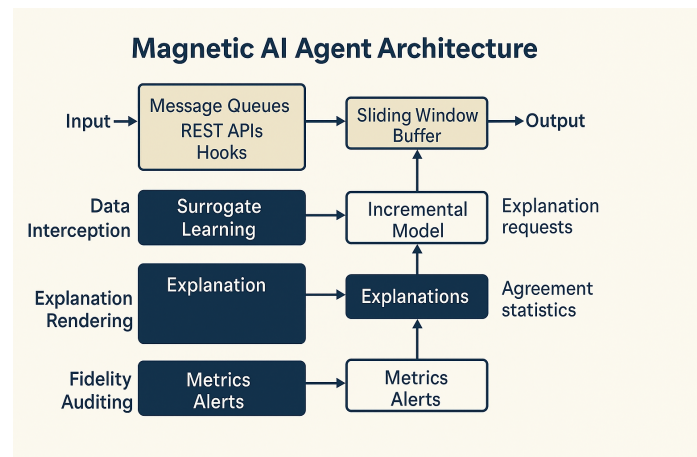 Magnetic AI Agent Architecture
Input
Message Queues
REST APIs
Hooks
Sliding Window
Buffer
Output
Data
Interception
Surrogate
Learning
Incremental
Model
Explanation
requests
Explanation
Rendering
Explanation
Explanations
Agreement
statistics
Fidelity
Auditing
Metrics
Alerts
Metrics
Alerts